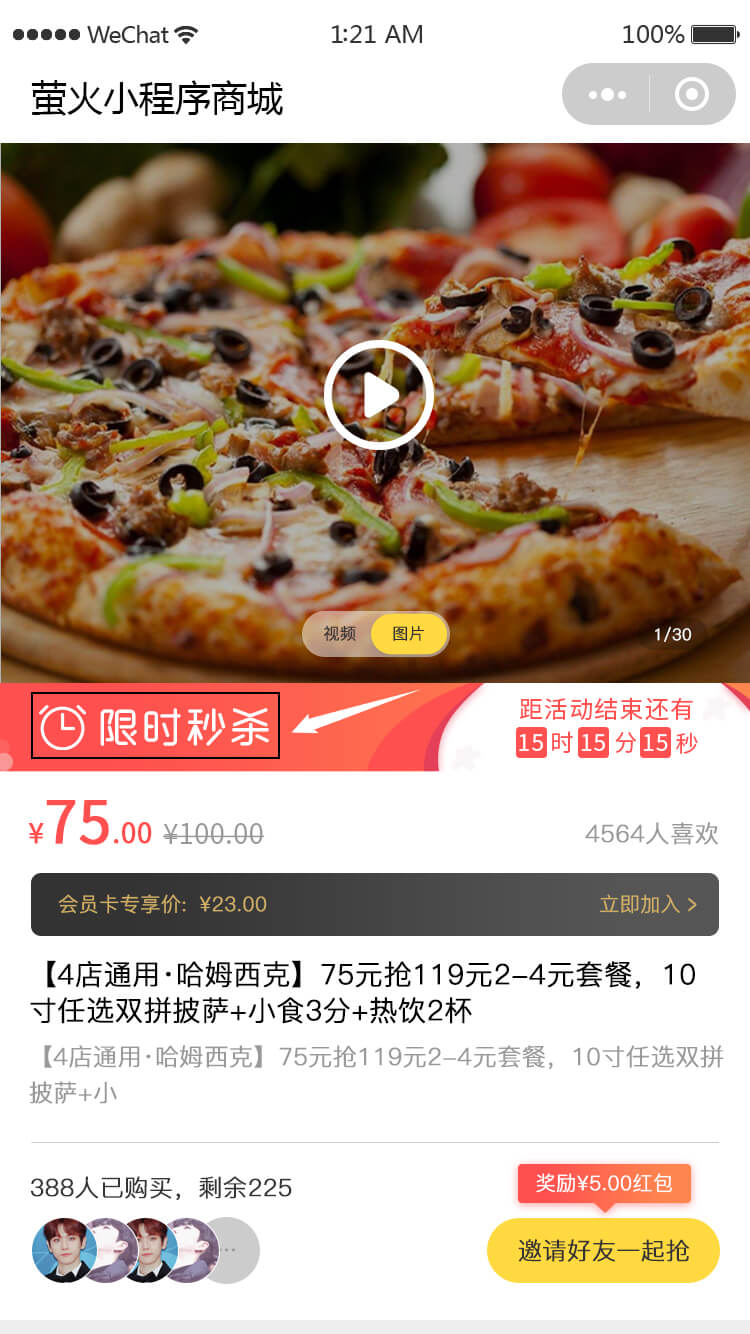 WeChat 1:21 AM 100%
萤火小程序商城
视频 图片 1/30
限时秒杀
距活动结束还有
15时15分15秒
¥75.00 ¥100.00 4564人喜欢
会员卡专享价: ¥23.00 立即加入 >
【4店通用·哈姆西克】75元抢119元2-4元套餐，10
寸任选双拼披萨+小食3分+热饮2杯
【4店通用·哈姆西克】75元抢119元2-4元套餐，10寸任选双拼
披萨+小
388人已购买，剩余225
奖励¥5.00红包
邀请好友一起抢